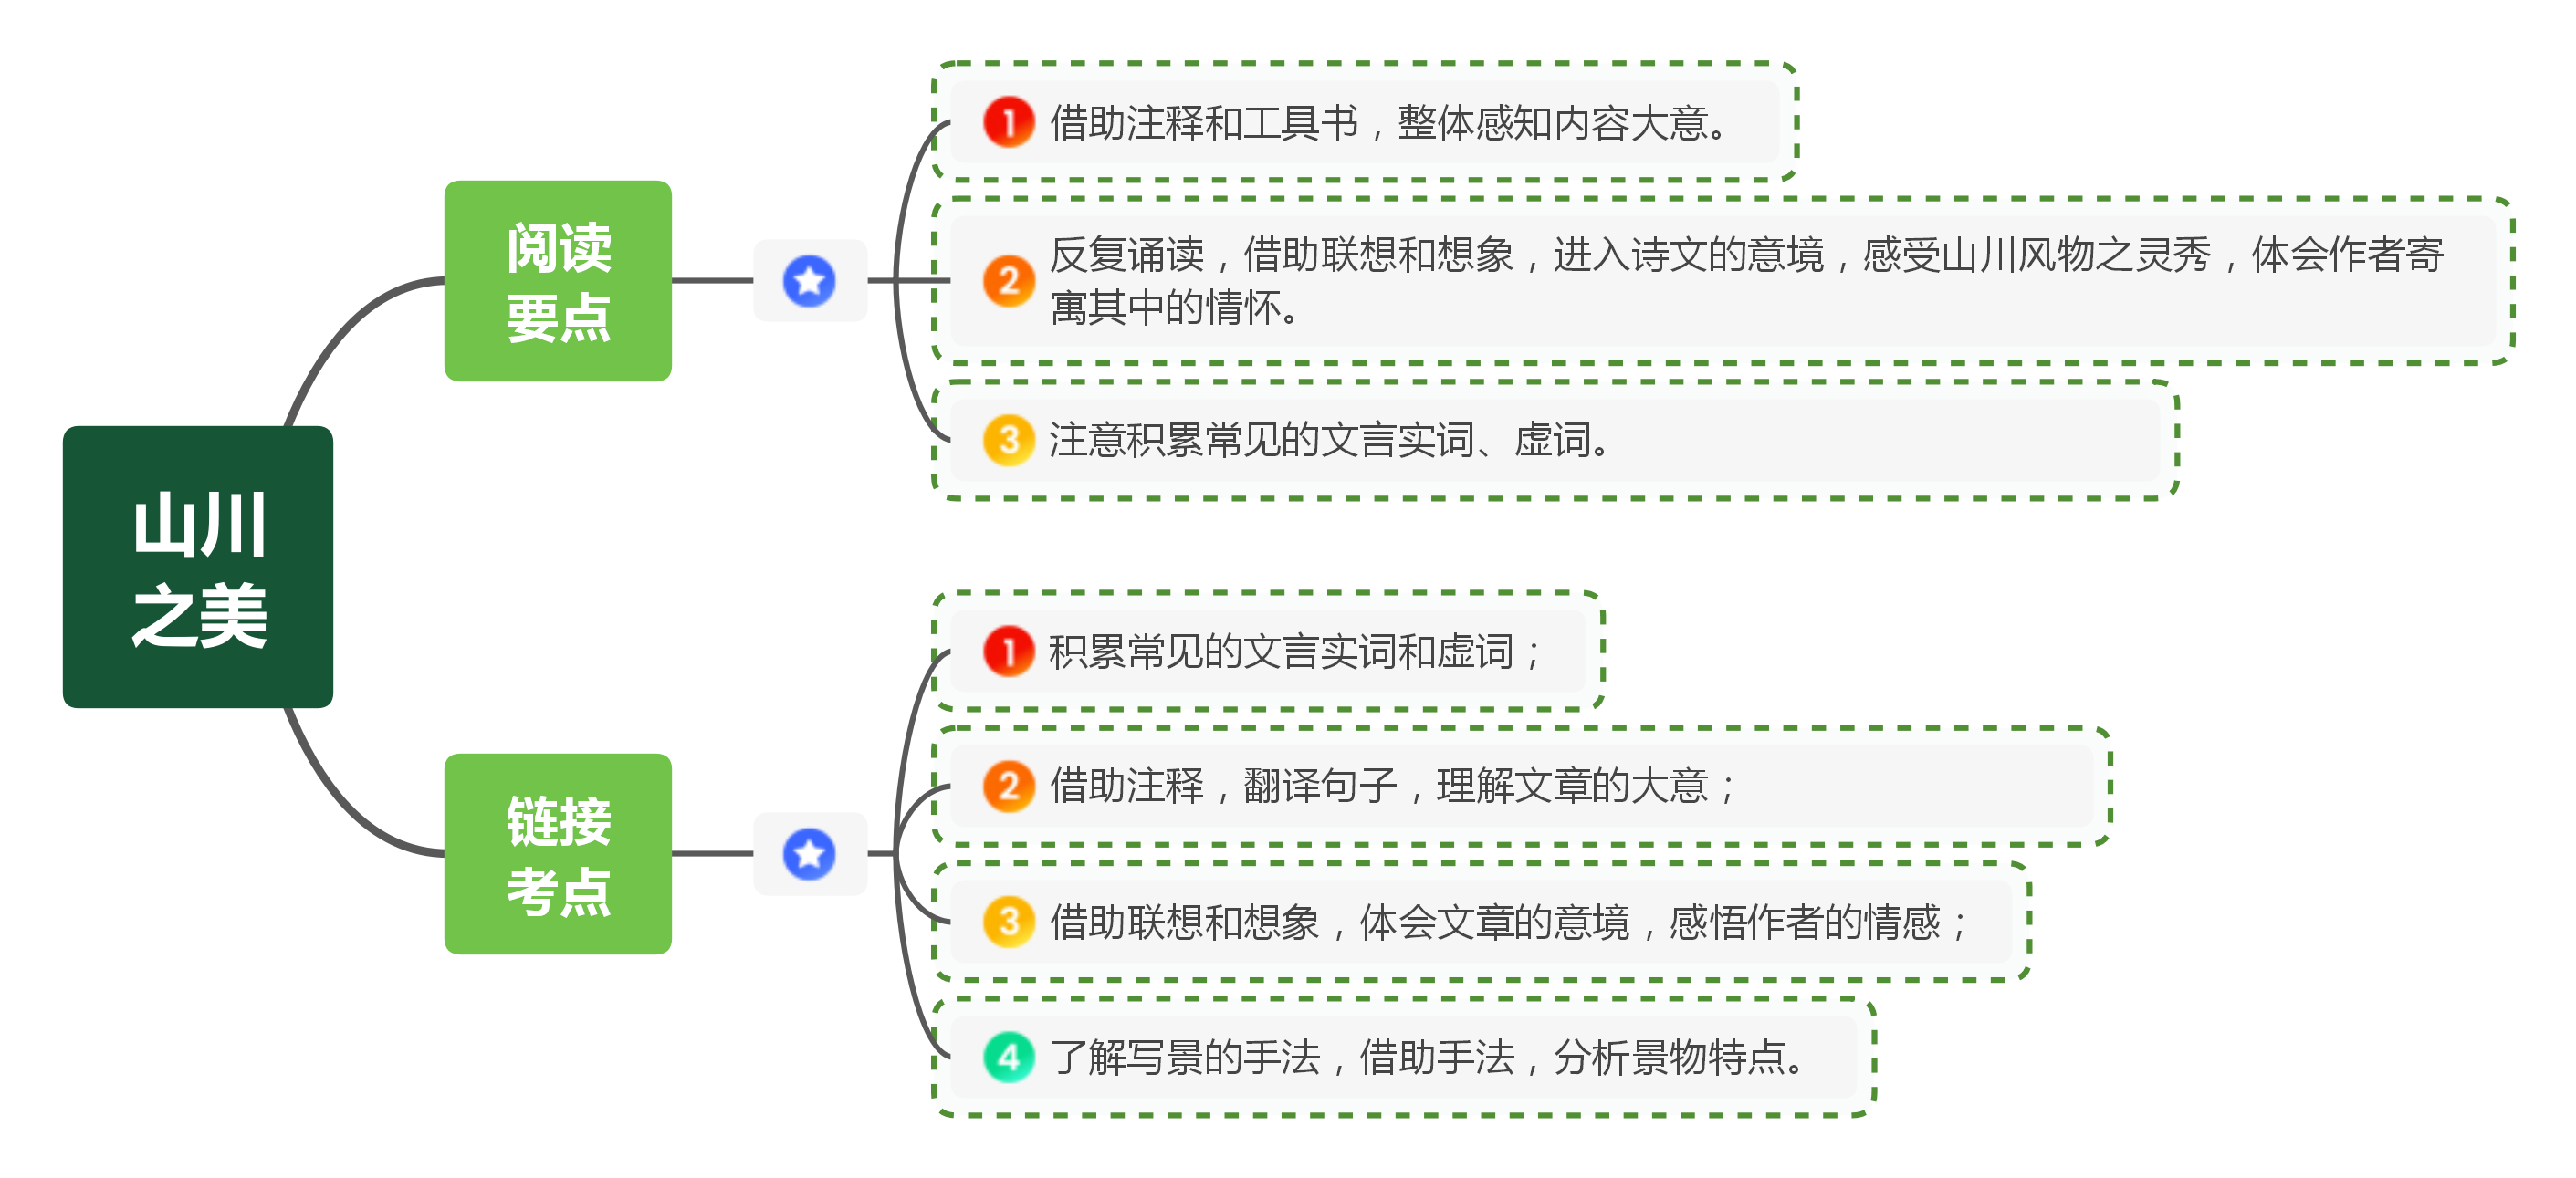 山川
之美
阅读
要点
1 借助注释和工具书，整体感知内容大意。
2 反复诵读，借助联想和想象，进入诗文的意境，感受山川风物之灵秀，体会作者寄
寓其中的情怀。
3 注意积累常见的文言实词、虚词。
链接
考点
1 积累常见的文言实词和虚词；
2 借助注释，翻译句子，理解文章的大意；
3 借助联想和想象，体会文章的意境，感悟作者的情感；
4 了解写景的手法，借助手法，分析景物特点。